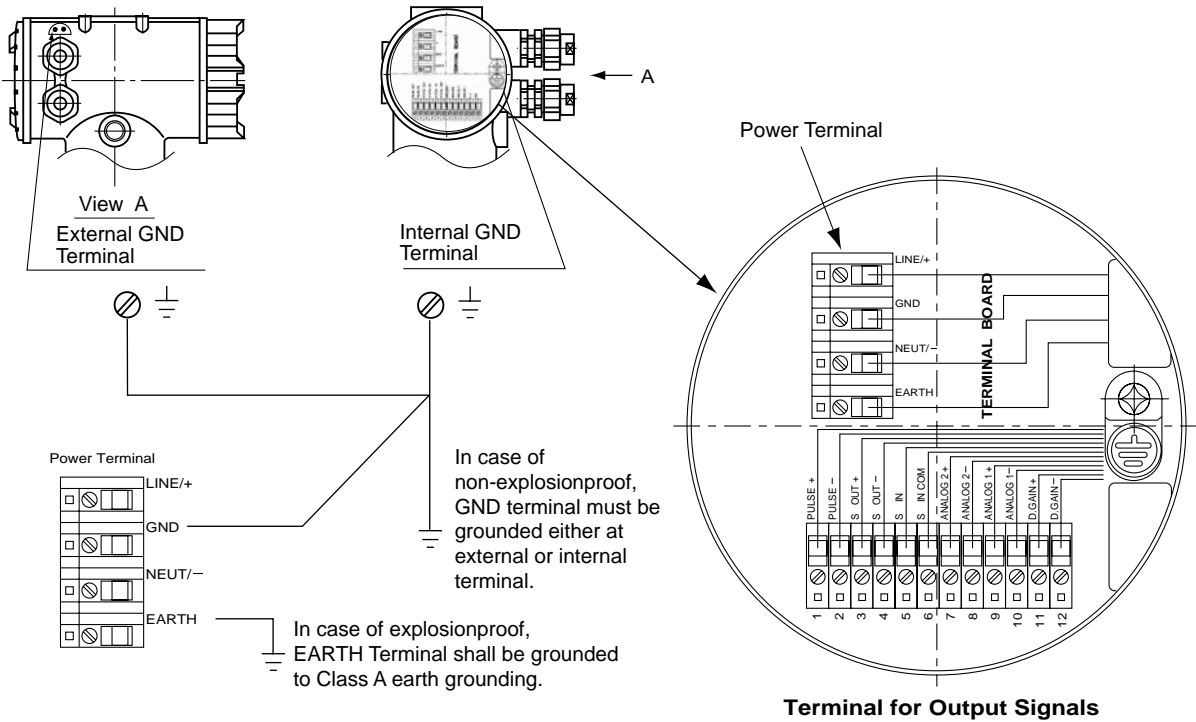 A
View A
External GND
Terminal
Internal GND
Terminal
Power Terminal
LINE/+
GND
NEUT/−
EARTH
TERMINAL BOARD
PULSE +
PULSE −
S OUT +
S OUT −
S IN
S IN COM
ANALOG 2+
ANALOG 2−
ANALOG 1+
ANALOG 1−
D.GAIN+
D.GAIN−
1
2
3
4
5
6
7
8
9
10
11
12
Terminal for Output Signals
Power Terminal
LINE/+
GND
NEUT/−
EARTH
In case of
non-explosionproof,
GND terminal must be
grounded either at
external or internal
terminal.
In case of explosionproof,
EARTH Terminal shall be grounded
to Class A earth grounding.
TERMINAL BOARD